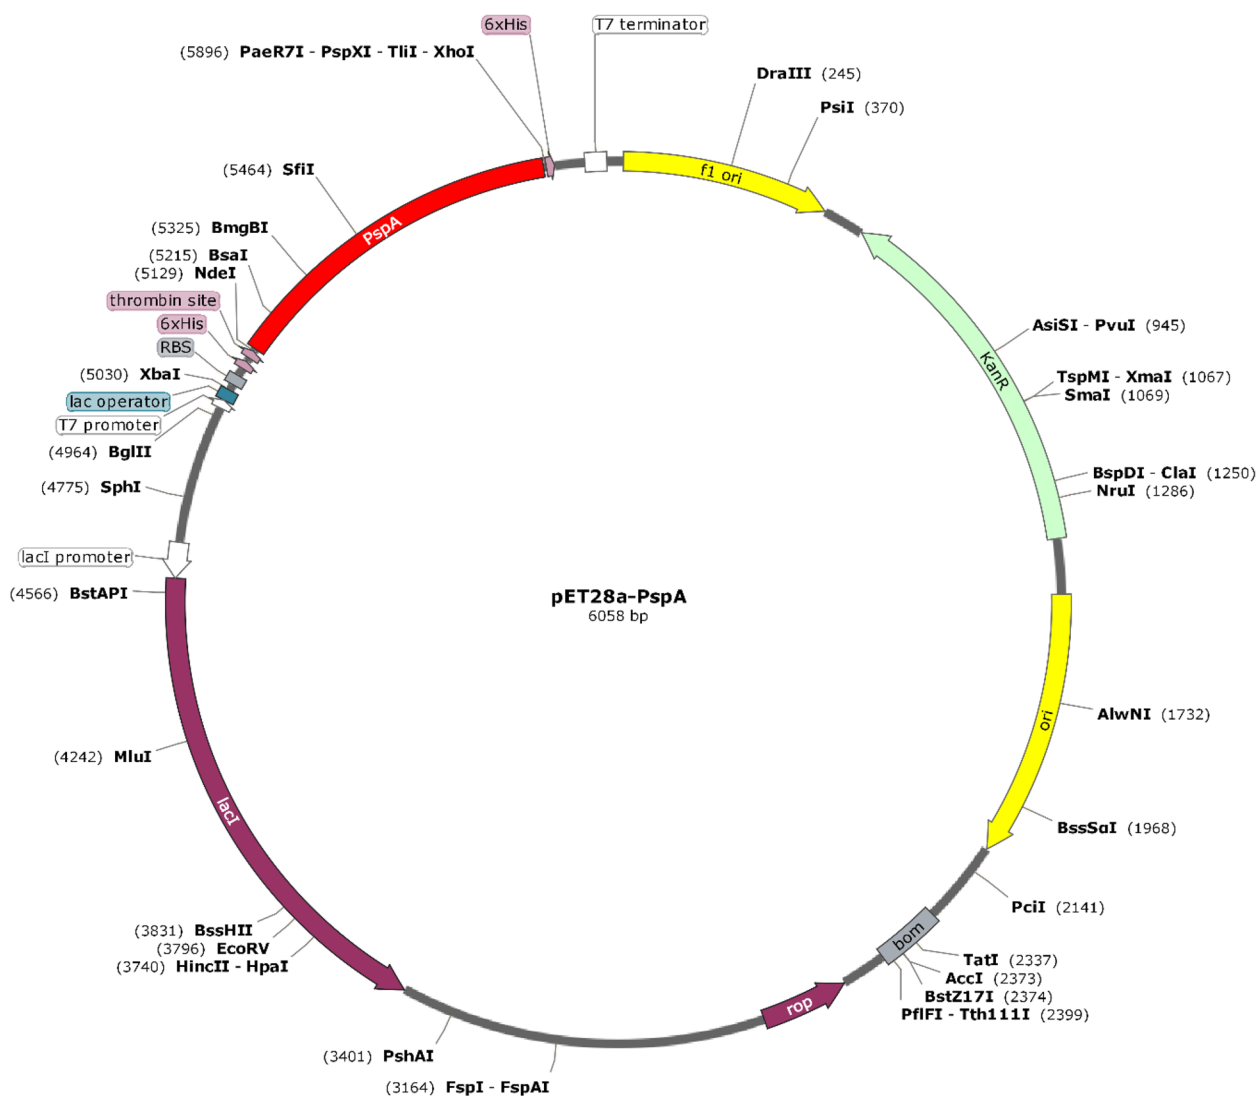 6xHis
T7 terminator
(5896) PaeR7I - PspXI - TliI - XhoI
DraIII (245)
PsiI (370)
f1 ori
(5464) SfiI
PspA
(5325) BmgBI
(5215) BsaI
(5129) NdeI
thrombin site
6xHis
RBS
(5030) XbaI
lac operator
T7 promoter
(4964) BglII
(4775) SphI
lacI promoter
(4566) BstAPI
AsiSI - PvuI (945)
KanR
TspMI - XmaI (1067)
SmaI (1069)
BspDI - ClaI (1250)
NruI (1286)
pET28a-PspA
6058 bp
ori
AlwNI (1732)
(4242) MluI
lacI
BssSαI (1968)
PciI (2141)
bom
(3831) BssHII
(3796) EcoRV
(3740) HincII - HpaI
TatI (2337)
AccI (2373)
BstZ17I (2374)
PflFI - Tth111I (2399)
rop
(3401) PshAI
(3164) FspI - FspAI